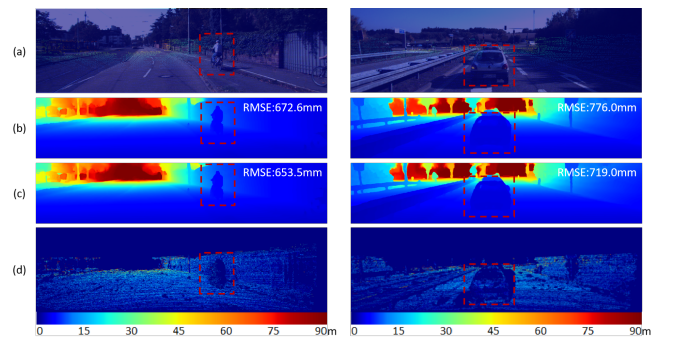 (a)
(b) RMSE:672.6mm RMSE:776.0mm
(c) RMSE:653.5mm RMSE:719.0mm
(d)
0 15 30 45 60 75 90m 0 15 30 45 60 75 90m